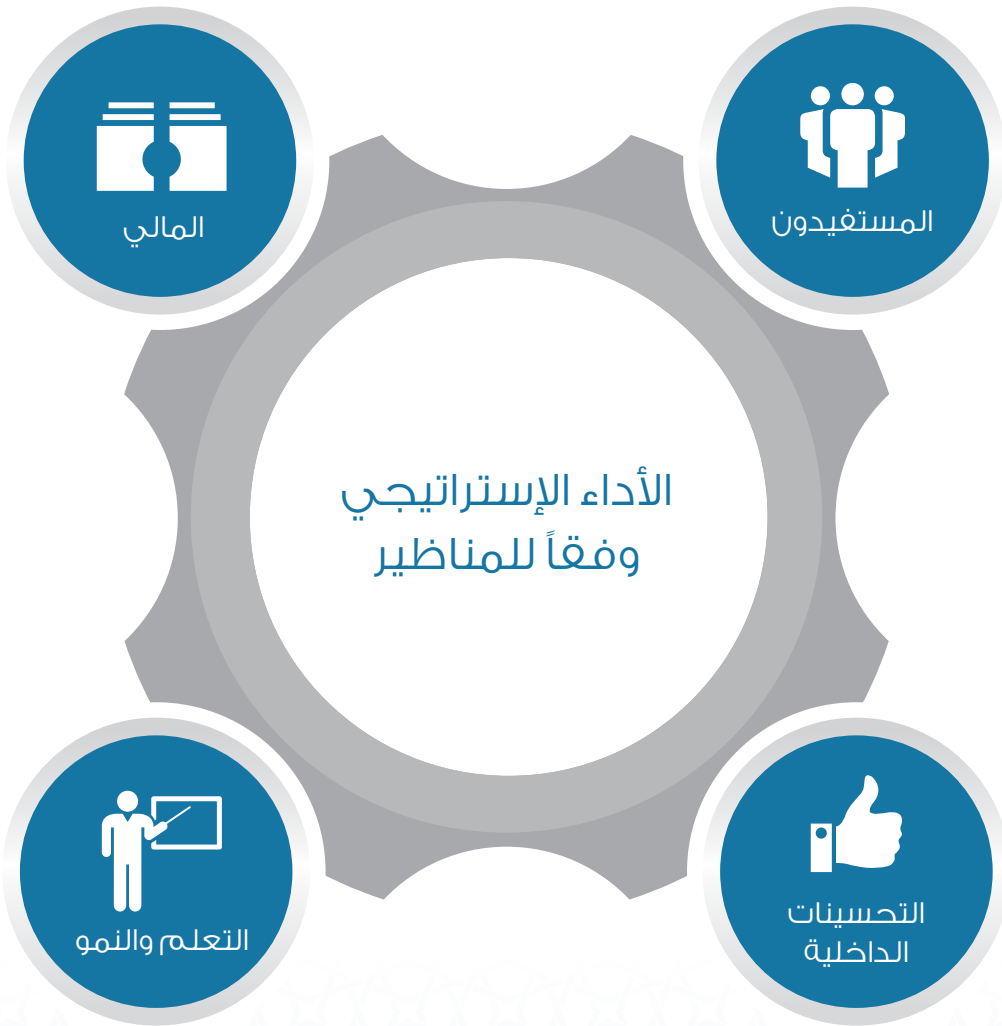 المستفيدون
المالي
الأداء الإستراتيجي
وفقاً للمناظير
التحسينات
الداخلية
التعلم والنمو